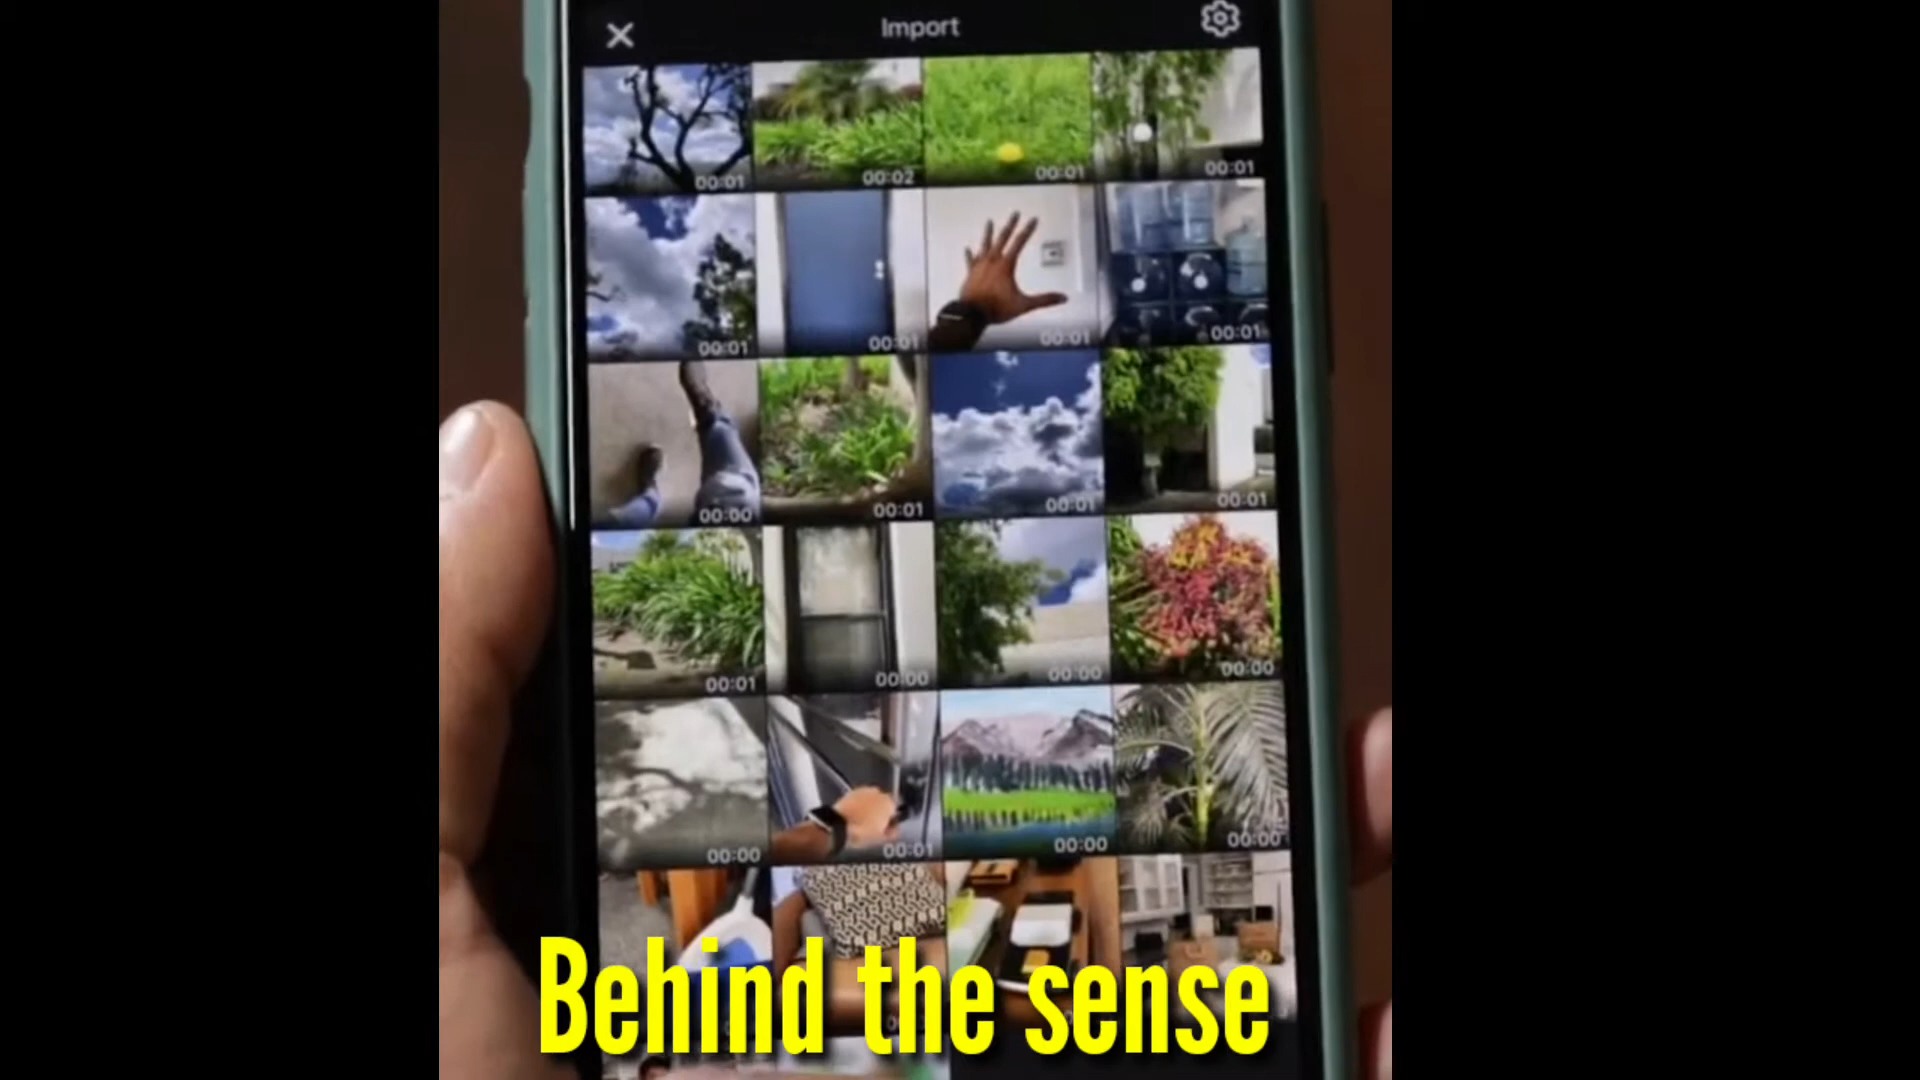 Import
00:01 00:02 00:01 00:01
00:01 00:01 00:01 00:01
00:00 00:01 00:01 00:01
00:01 00:00 00:00 00:00
00:00 00:01 00:00 00:00
Behind the sense